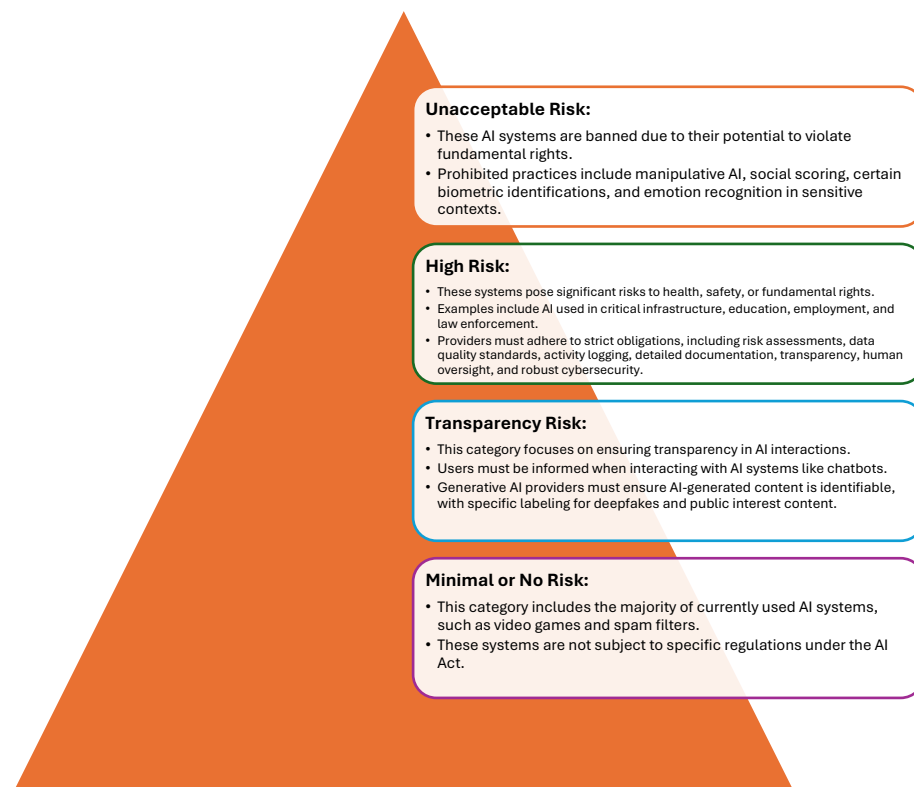 Unacceptable Risk:
• These AI systems are banned due to their potential to violate
fundamental rights.
• Prohibited practices include manipulative AI, social scoring, certain
biometric identifications, and emotion recognition in sensitive
contexts.
High Risk:
• These systems pose significant risks to health, safety, or fundamental rights.
• Examples include AI used in critical infrastructure, education, employment, and
law enforcement.
• Providers must adhere to strict obligations, including risk assessments, data
quality standards, activity logging, detailed documentation, transparency, human
oversight, and robust cybersecurity.
Transparency Risk:
• This category focuses on ensuring transparency in AI interactions.
• Users must be informed when interacting with AI systems like chatbots.
• Generative AI providers must ensure AI-generated content is identifiable,
with specific labeling for deepfakes and public interest content.
Minimal or No Risk:
• This category includes the majority of currently used AI systems,
such as video games and spam filters.
• These systems are not subject to specific regulations under the AI
Act.